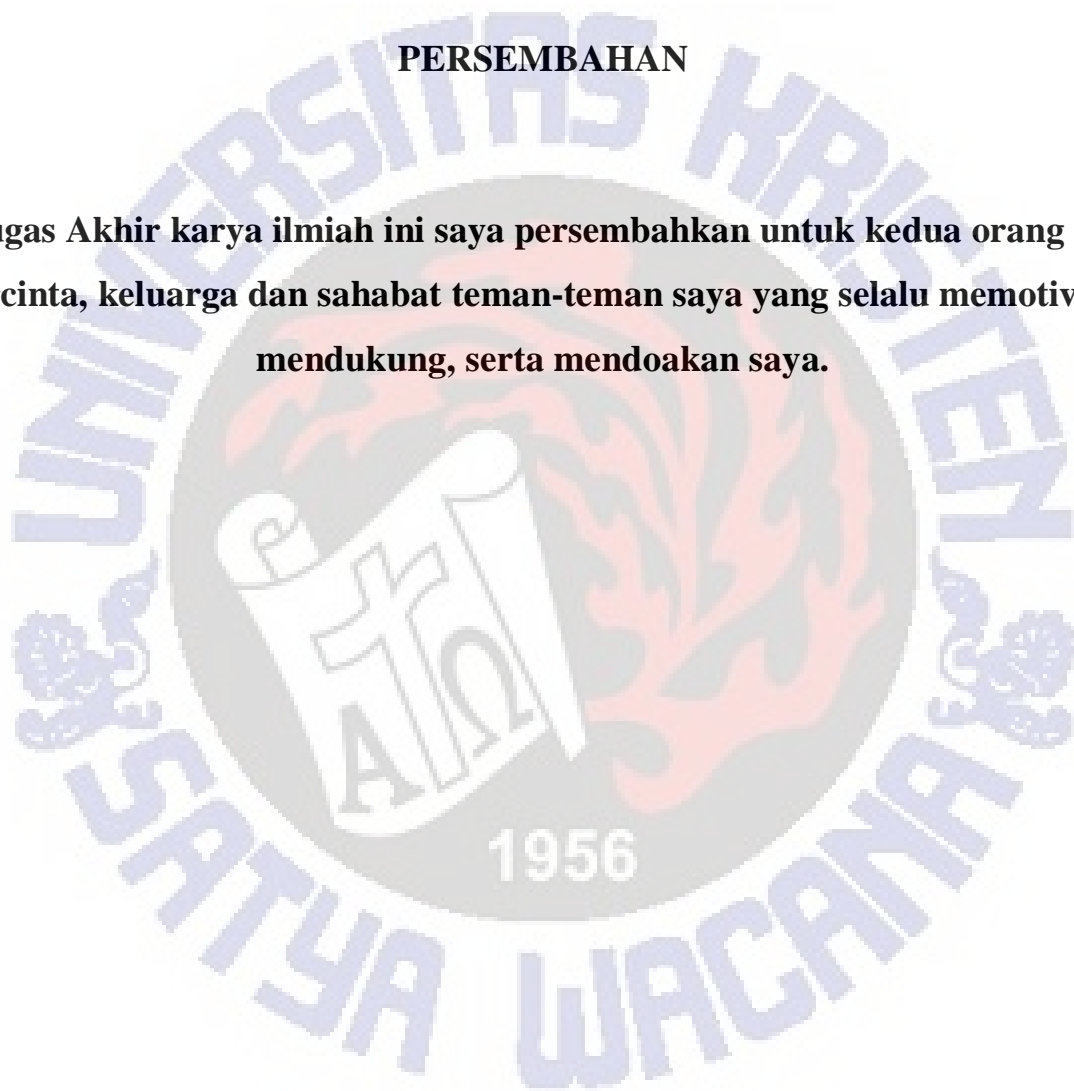 PERSEMBAHAN
ugas Akhir karya ilmiah ini saya persembahkan untuk kedua orang
cinta, keluarga dan sahabat teman-teman saya yang selalu memotiv
mendukung, serta mendoakan saya.
UNIVERSITAS KRISTEN
SATYA WACANA
Α Ω
1956